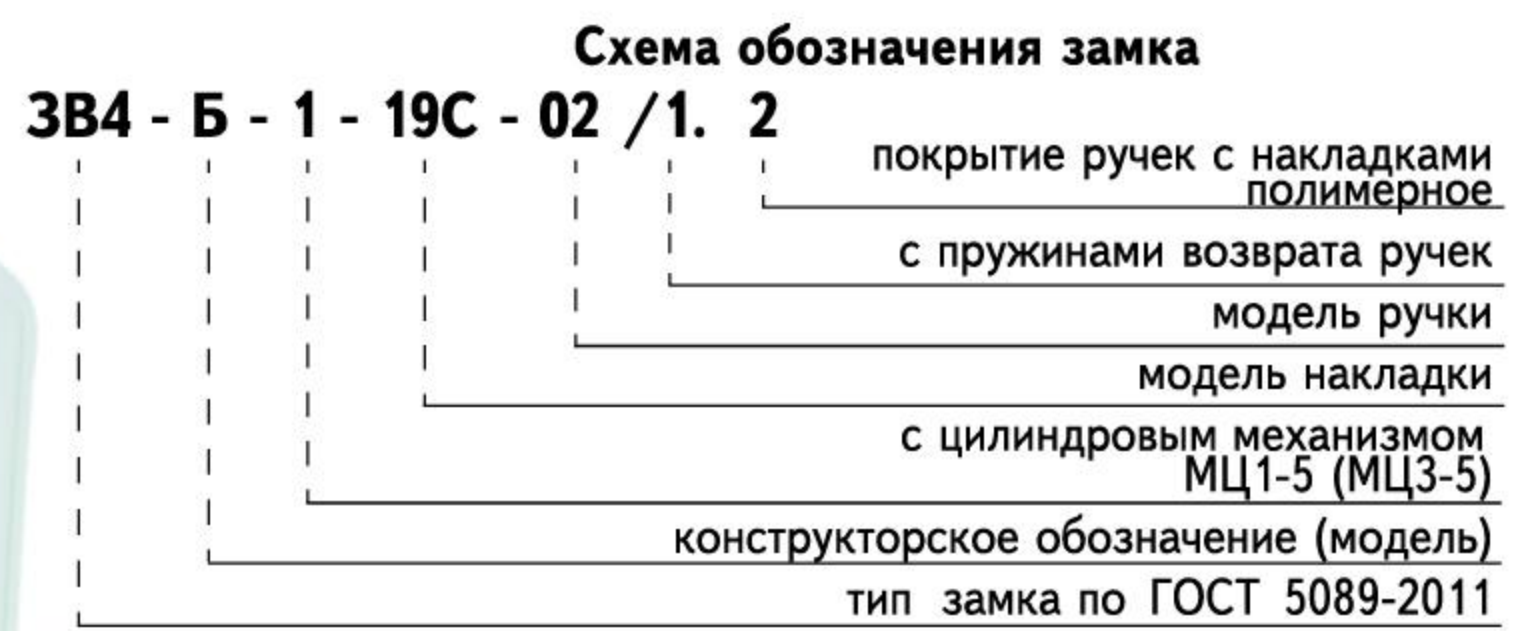 Схема обозначения замка
ЗВ4 - Б - 1 - 19С - 02 /1. 2
покрытие ручек с накладками
полимерное
с пружинами возврата ручек
модель ручки
модель накладки
с цилиндровым механизмом
МЦ1-5 (МЦ3-5)
конструкторское обозначение (модель)
тип замка по ГОСТ 5089-2011